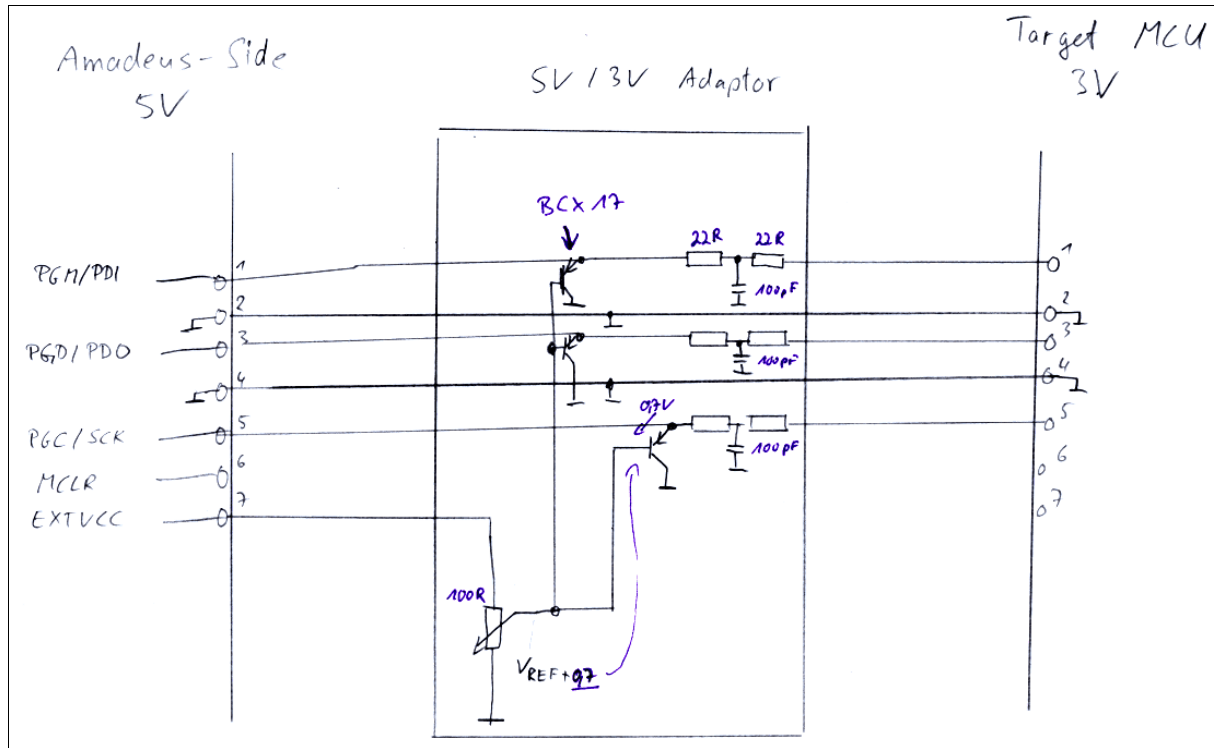 Amadeus-Side
5V
5V/3V Adaptor
Target MCU
3V
BCX 17
22R 22R
PGM/PDI 1 100pF 1
2 2
PGD/PDO 3 100pF 3
4 4
0,7V
PGC/SCK 5 100pF 5
MCLR 6 6
EXTVCC 7 7
100R
VREF+0,7